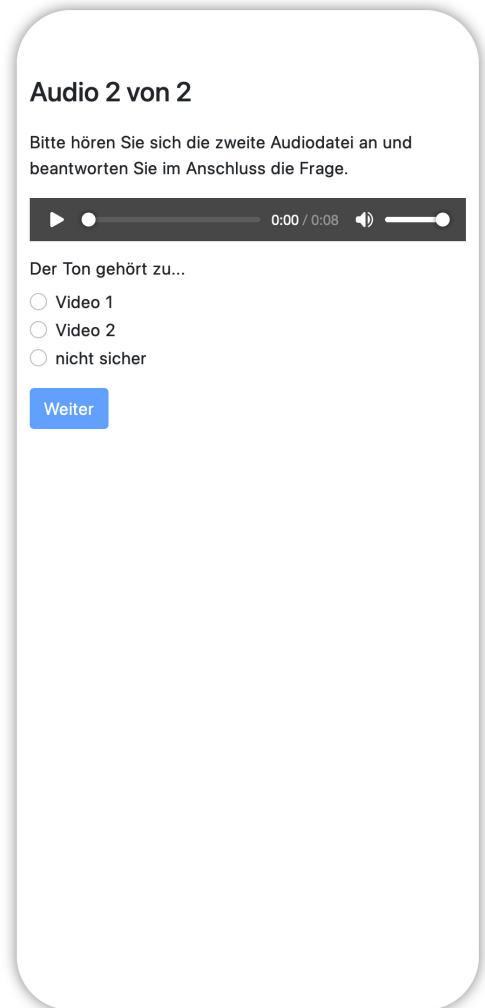 Audio 2 von 2
Bitte hören Sie sich die zweite Audiodatei an und
beantworten Sie im Anschluss die Frage.
0:00 / 0:08
Der Ton gehört zu...
Video 1
Video 2
nicht sicher
Weiter